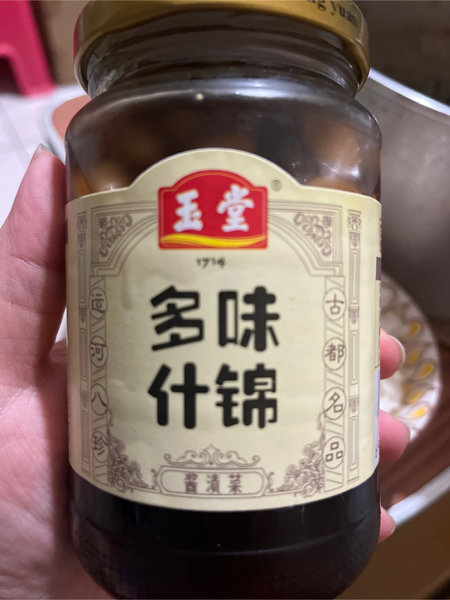 玉堂
®
1714
多味
什锦
运河八珍
古都名品
酱渍菜